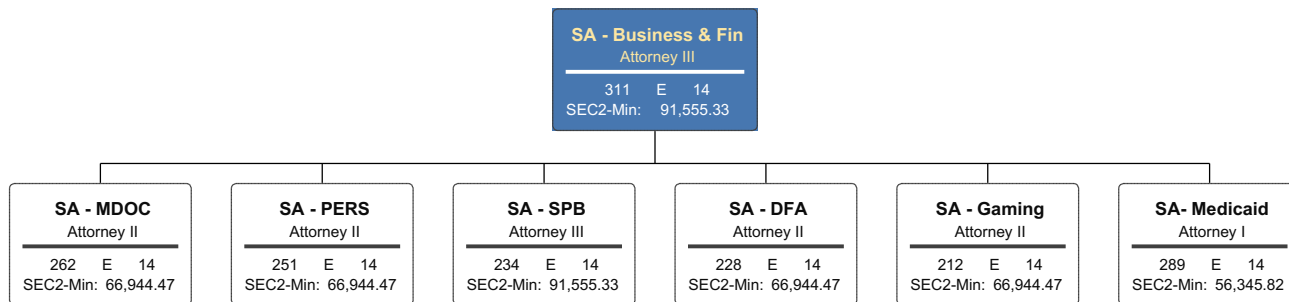 SA - Business & Fin
Attorney III
311 E 14
SEC2-Min: 91,555.33
SA - MDOC
Attorney II
262 E 14
SEC2-Min: 66,944.47
SA - PERS
Attorney II
251 E 14
SEC2-Min: 66,944.47
SA - SPB
Attorney III
234 E 14
SEC2-Min: 91,555.33
SA - DFA
Attorney II
228 E 14
SEC2-Min: 66,944.47
SA - Gaming
Attorney II
212 E 14
SEC2-Min: 66,944.47
SA- Medicaid
Attorney I
289 E 14
SEC2-Min: 56,345.82